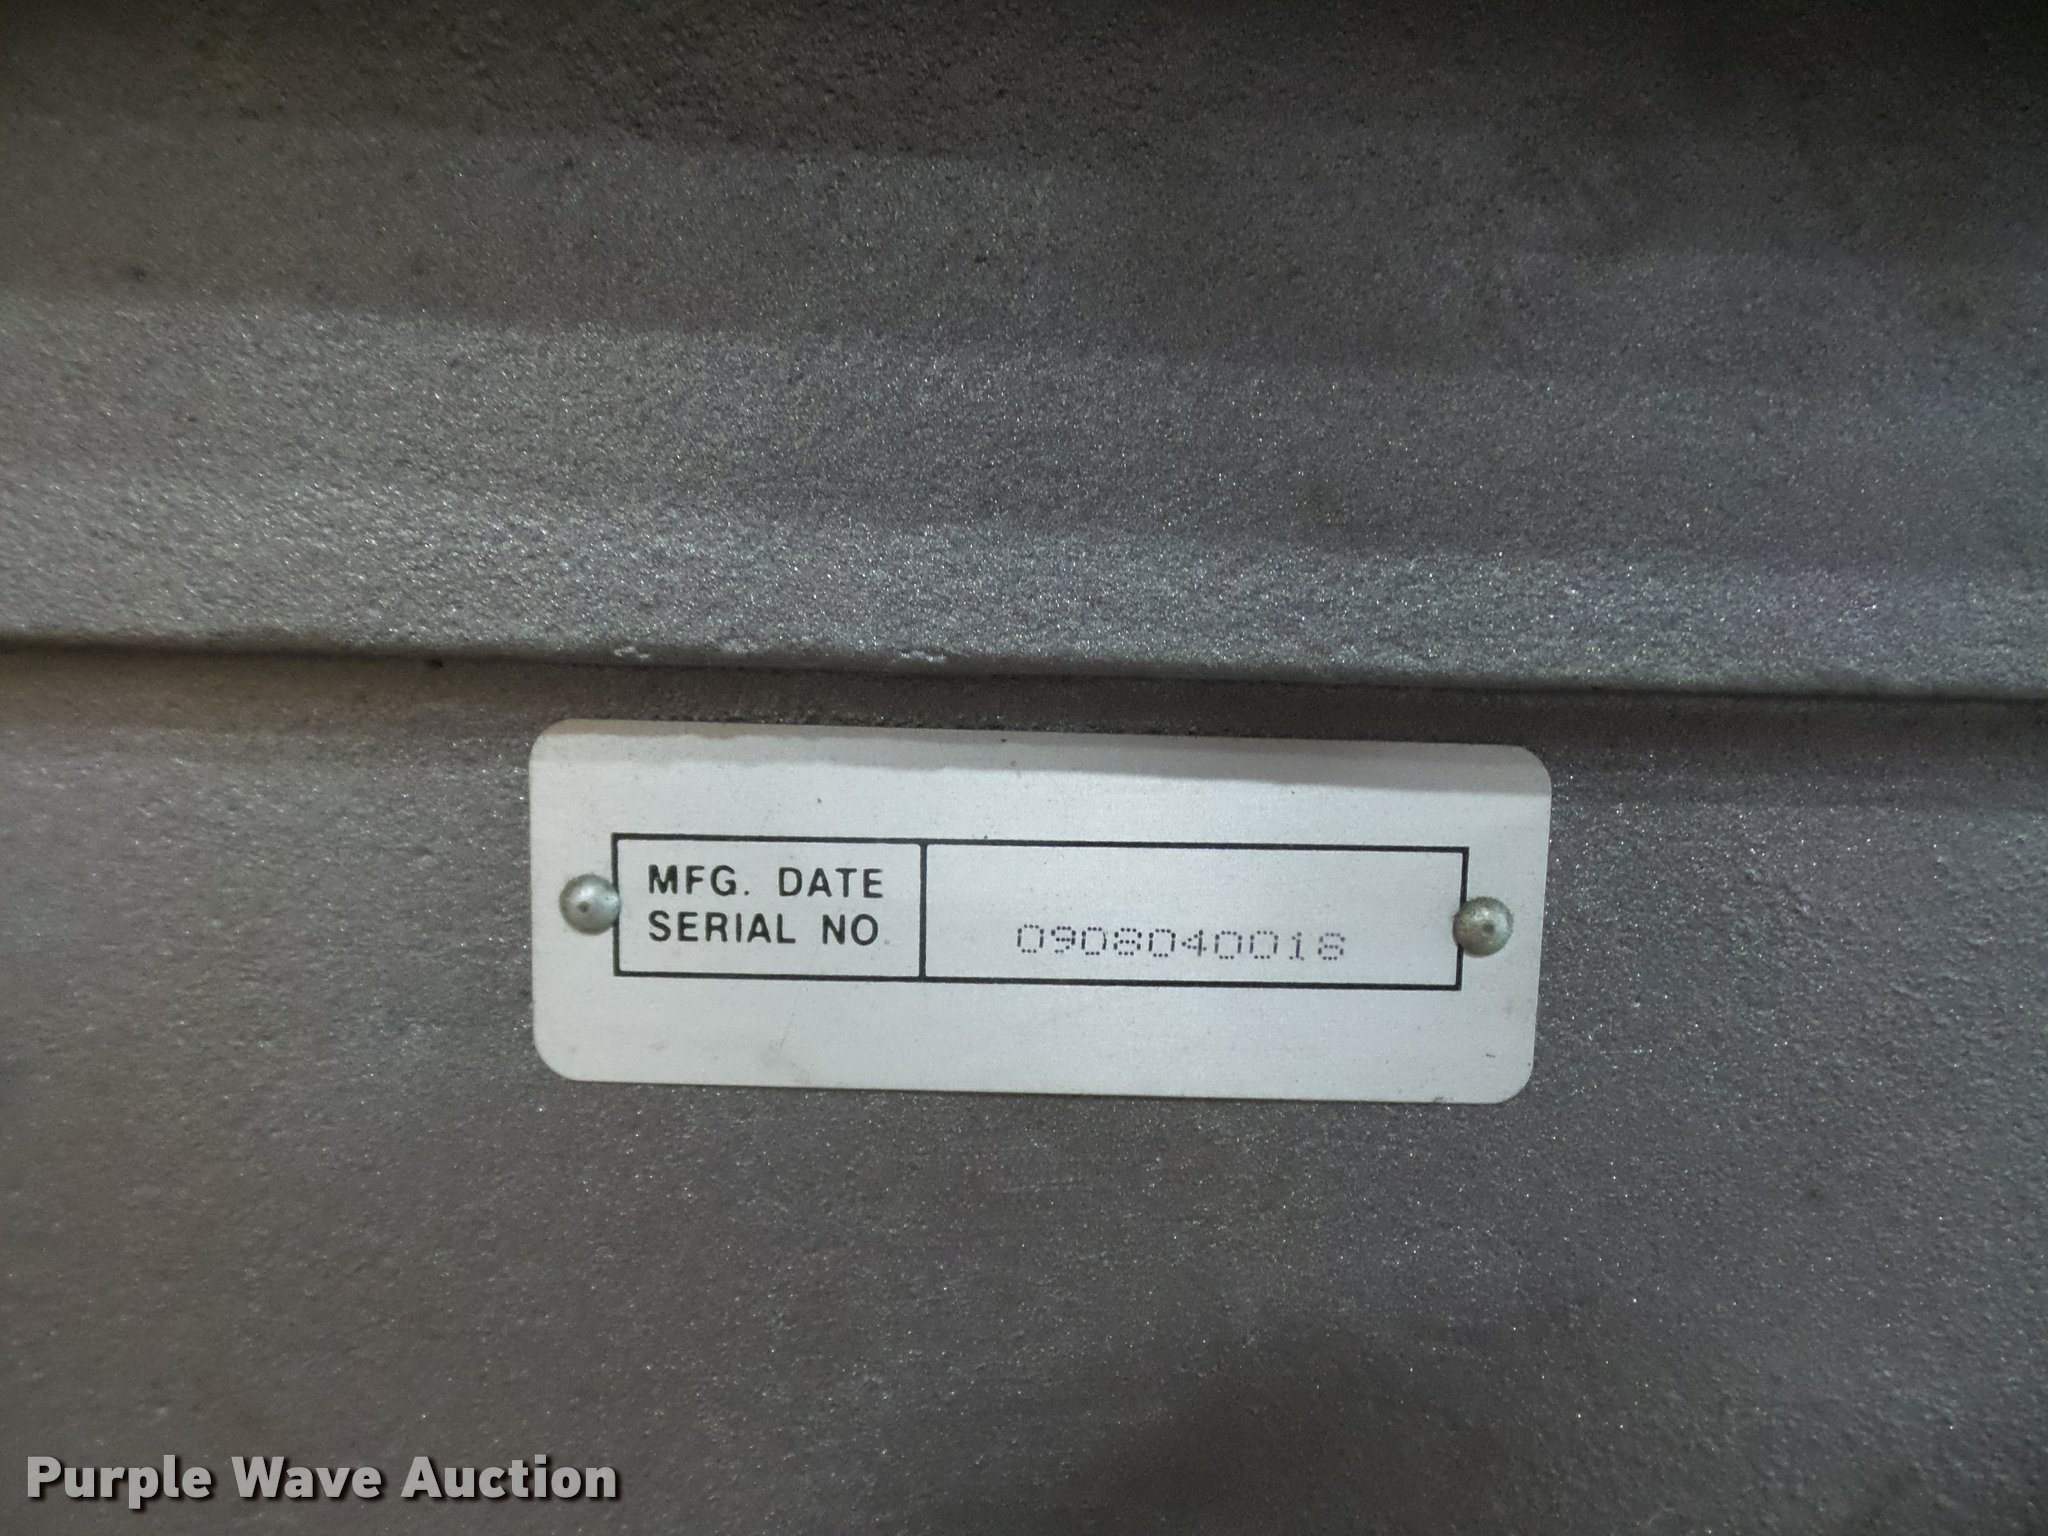 MFG. DATE
SERIAL NO.
0908040018
Purple Wave Auction